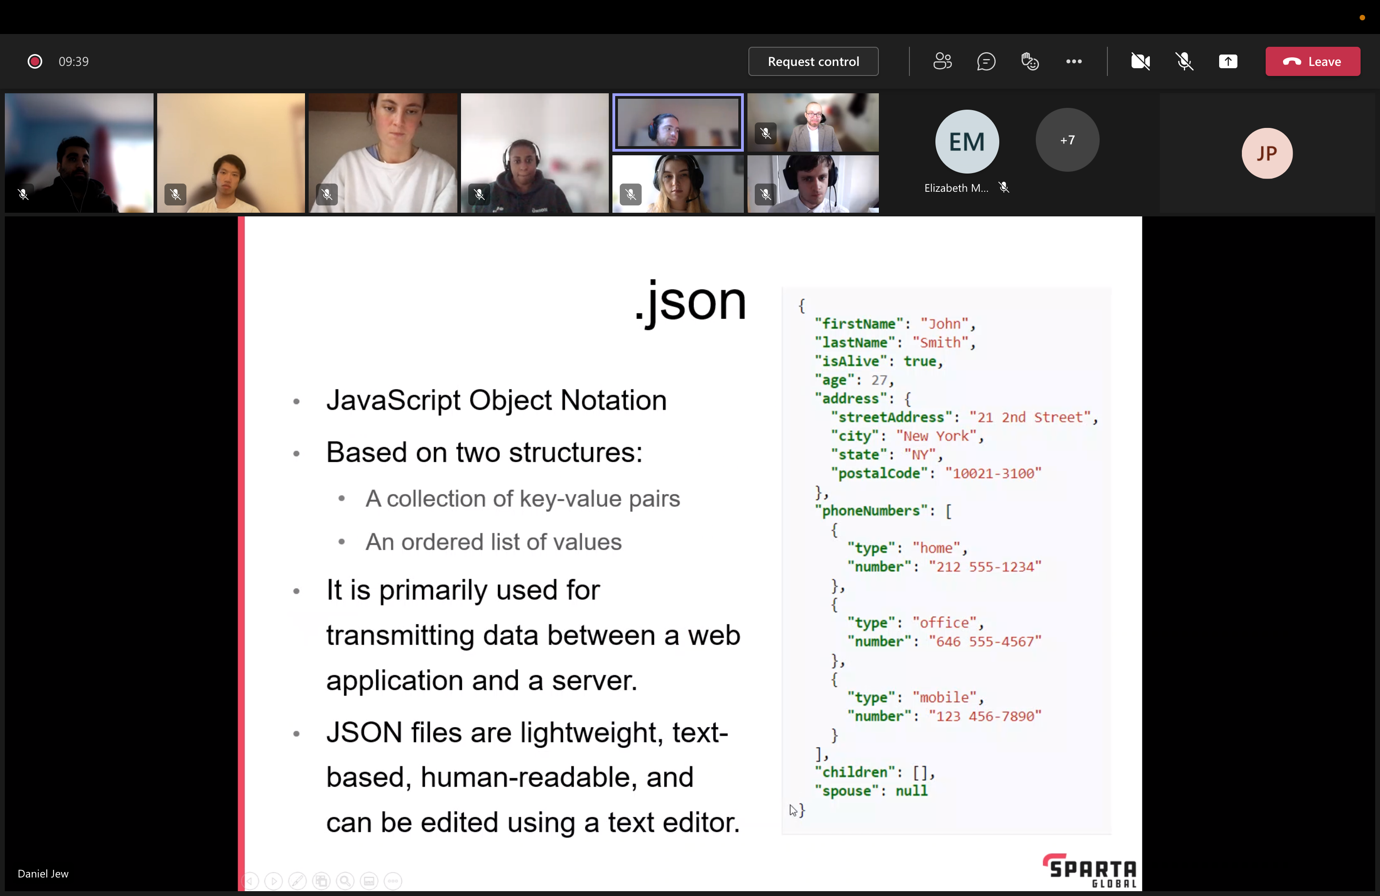 09:39
Request control
Leave
EM
+7
JP
Elizabeth M...
.json
• JavaScript Object Notation
• Based on two structures:
• A collection of key-value pairs
• An ordered list of values
• It is primarily used for
transmitting data between a web
application and a server.
• JSON files are lightweight, text-
based, human-readable, and
can be edited using a text editor.
{
"firstName": "John",
"lastName": "Smith",
"isAlive": true,
"age": 27,
"address": {
"streetAddress": "21 2nd Street",
"city": "New York",
"state": "NY",
"postalCode": "10021-3100"
},
"phoneNumbers": [
{
"type": "home",
"number": "212 555-1234"
},
{
"type": "office",
"number": "646 555-4567"
},
{
"type": "mobile",
"number": "123 456-7890"
}
],
"children": [],
"spouse": null
}
SPARTA
GLOBAL
Daniel Jew